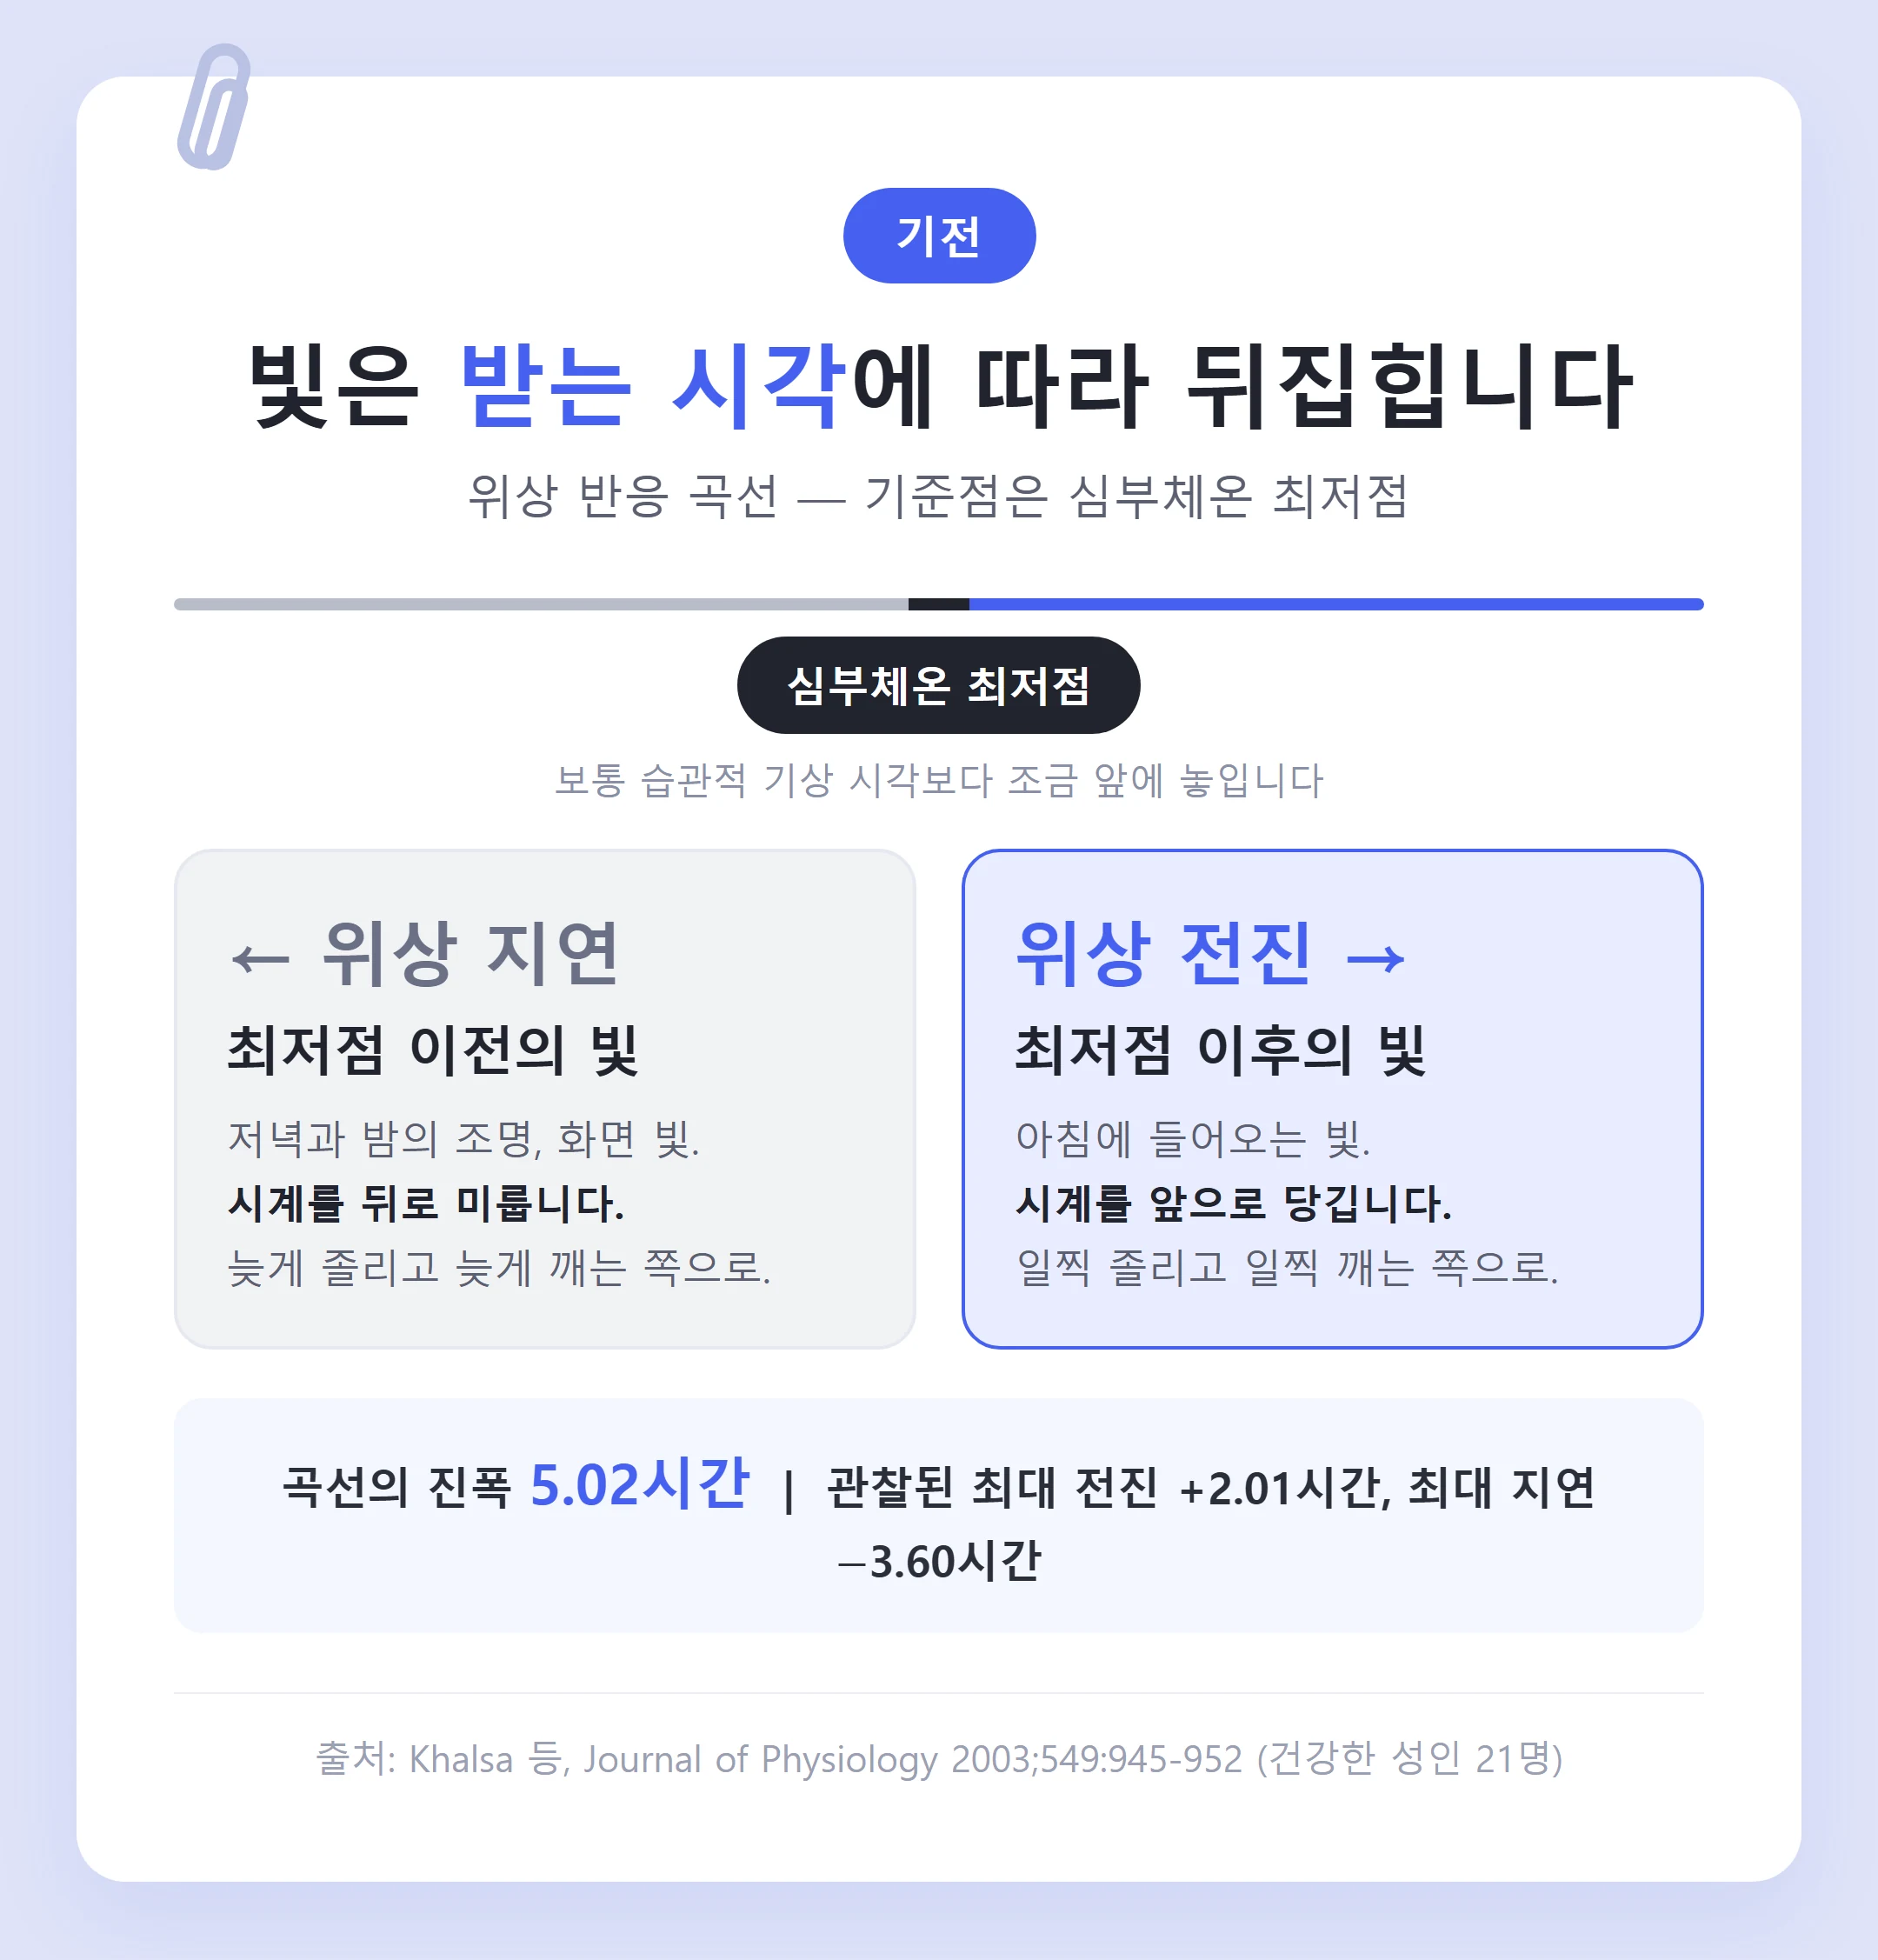 기전
빛은 받는 시각에 따라 뒤집힙니다
위상 반응 곡선 — 기준점은 심부체온 최저점
심부체온 최저점
보통 습관적 기상 시각보다 조금 앞에 놓입니다
← 위상 지연
최저점 이전의 빛
저녁과 밤의 조명, 화면 빛.
시계를 뒤로 미룹니다.
늦게 졸리고 늦게 깨는 쪽으로.
위상 전진 →
최저점 이후의 빛
아침에 들어오는 빛.
시계를 앞으로 당깁니다.
일찍 졸리고 일찍 깨는 쪽으로.
곡선의 진폭 5.02시간 | 관찰된 최대 전진 +2.01시간, 최대 지연
−3.60시간
출처: Khalsa 등, Journal of Physiology 2003;549:945-952 (건강한 성인 21명)